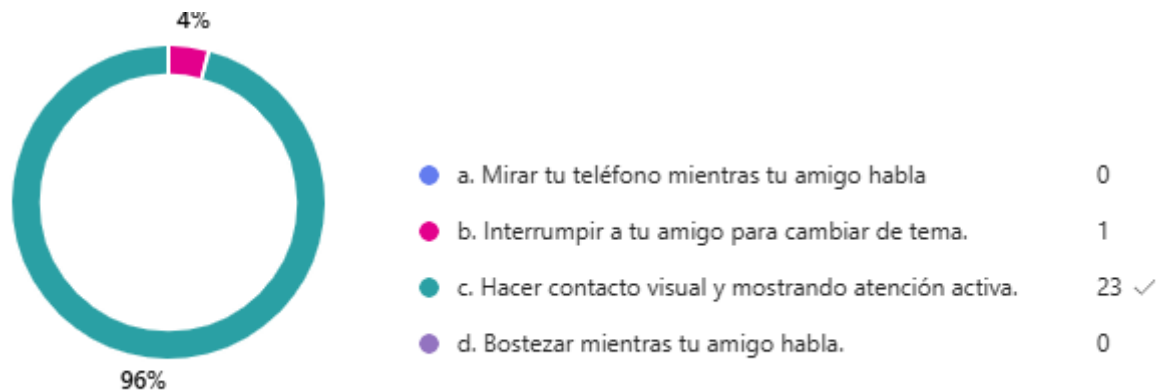 4%
a. Mirar tu teléfono mientras tu amigo habla 0
b. Interrumpir a tu amigo para cambiar de tema. 1
c. Hacer contacto visual y mostrando atención activa. 23 ✓
d. Bostezar mientras tu amigo habla. 0
96%